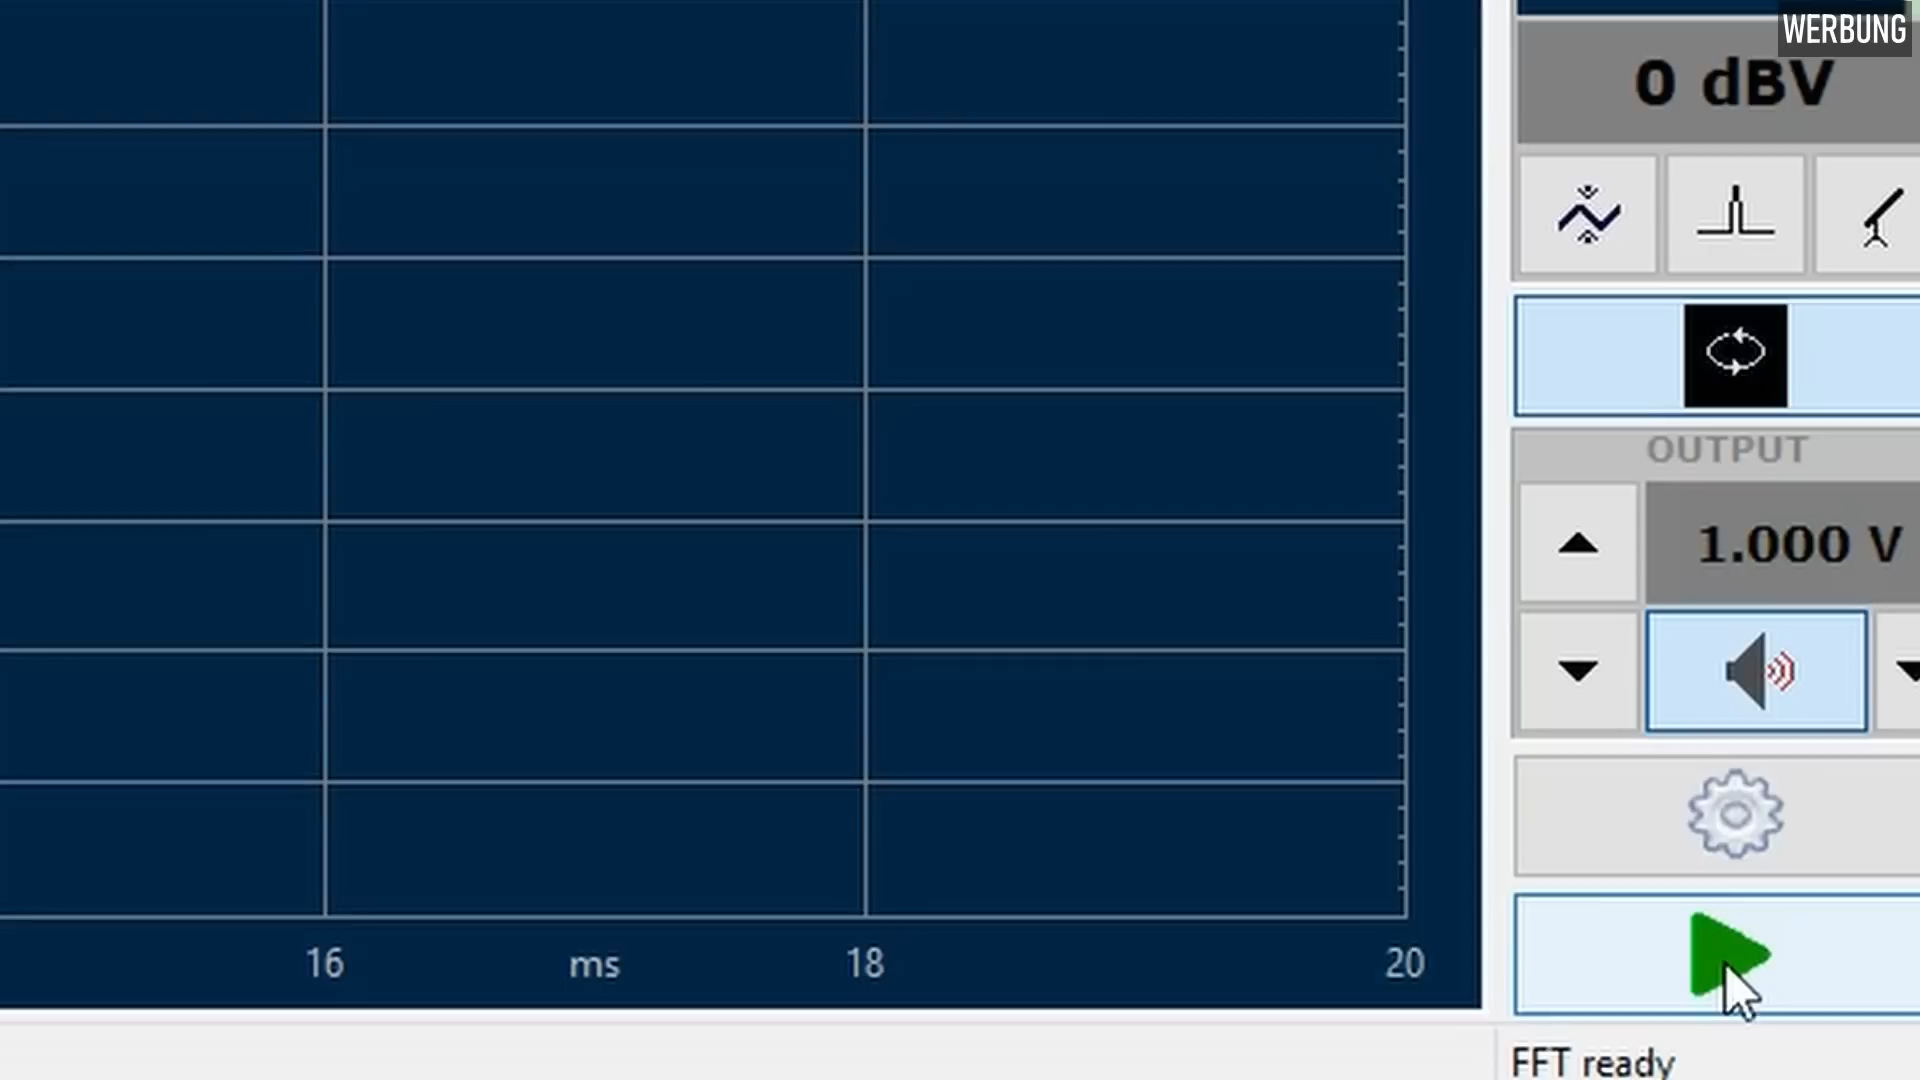 WERBUNG
0 dBV
OUTPUT
1.000 V
16 ms 18 20
FFT ready